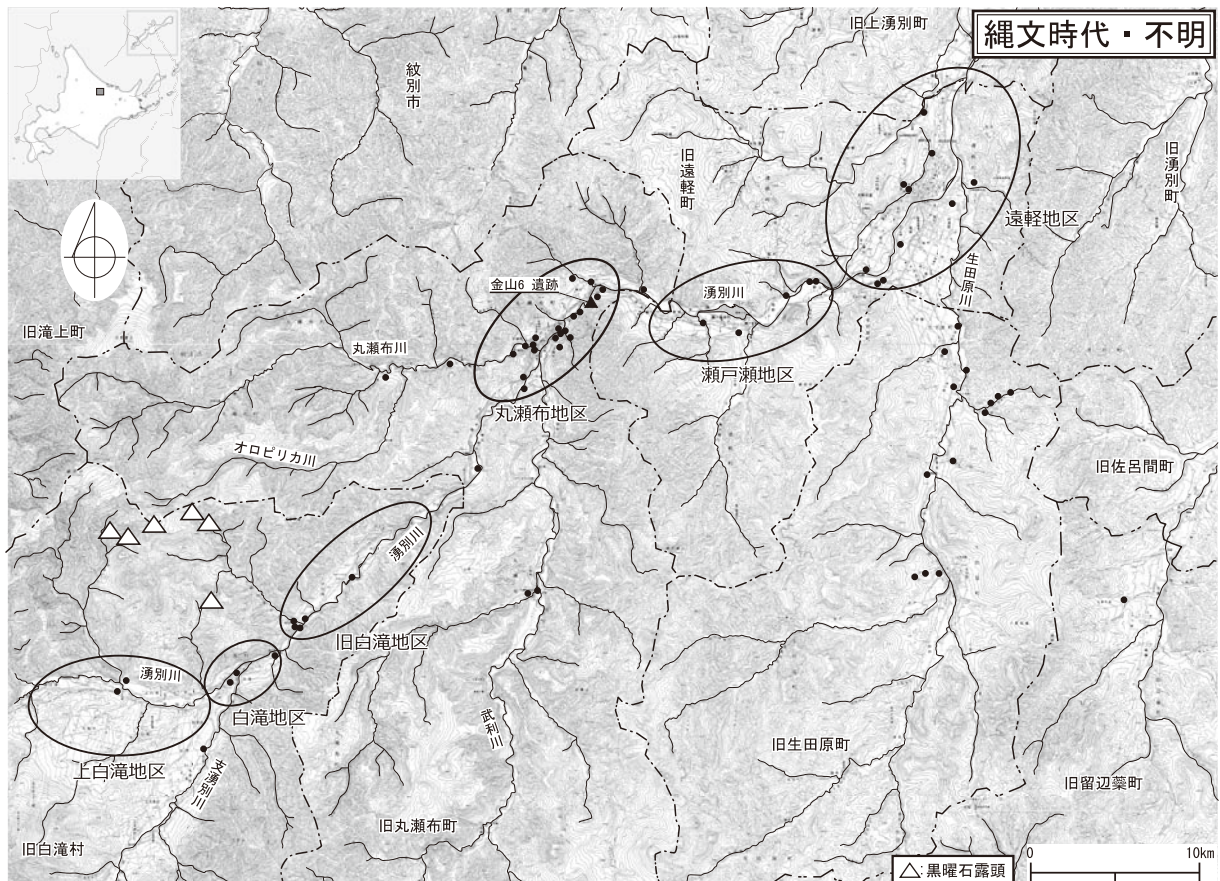 縄文時代・不明
旧上湧別町
紋別市
旧遠軽町
旧湧別町
遠軽地区
生田原川
金山6 遺跡
湧別川
旧滝上町
丸瀬布川
瀬戸瀬地区
丸瀬布地区
オロピリカ川
旧佐呂間町
湧別川
旧白滝地区
湧別川
白滝地区
武利川
旧生田原町
上白滝地区
支湧別川
旧留辺蘂町
旧丸瀬布町
旧白滝村
黒曜石露頭
0
10km